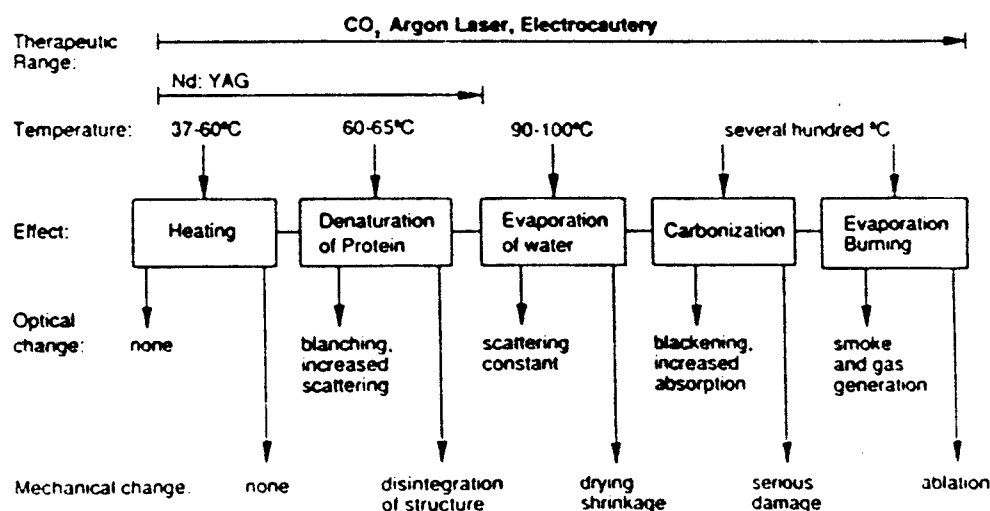 CO, Argon Laser, Electrocautery
Therapeutic
Range:
Nd: YAG
Temperature:
37-60°C
60-65°C
90-100°C
several hundred °C
Effect:
Heating
Denaturation
of Protein
Evaporation
of water
Carbonization
Evaporation
Burning
Optical
change:
none
blanching,
increased
scattering
scattering
constant
blackening,
increased
absorption
smoke
and gas
generation
Mechanical change.
none
disintegration
of structure
drying
shrinkage
serious
damage
ablation